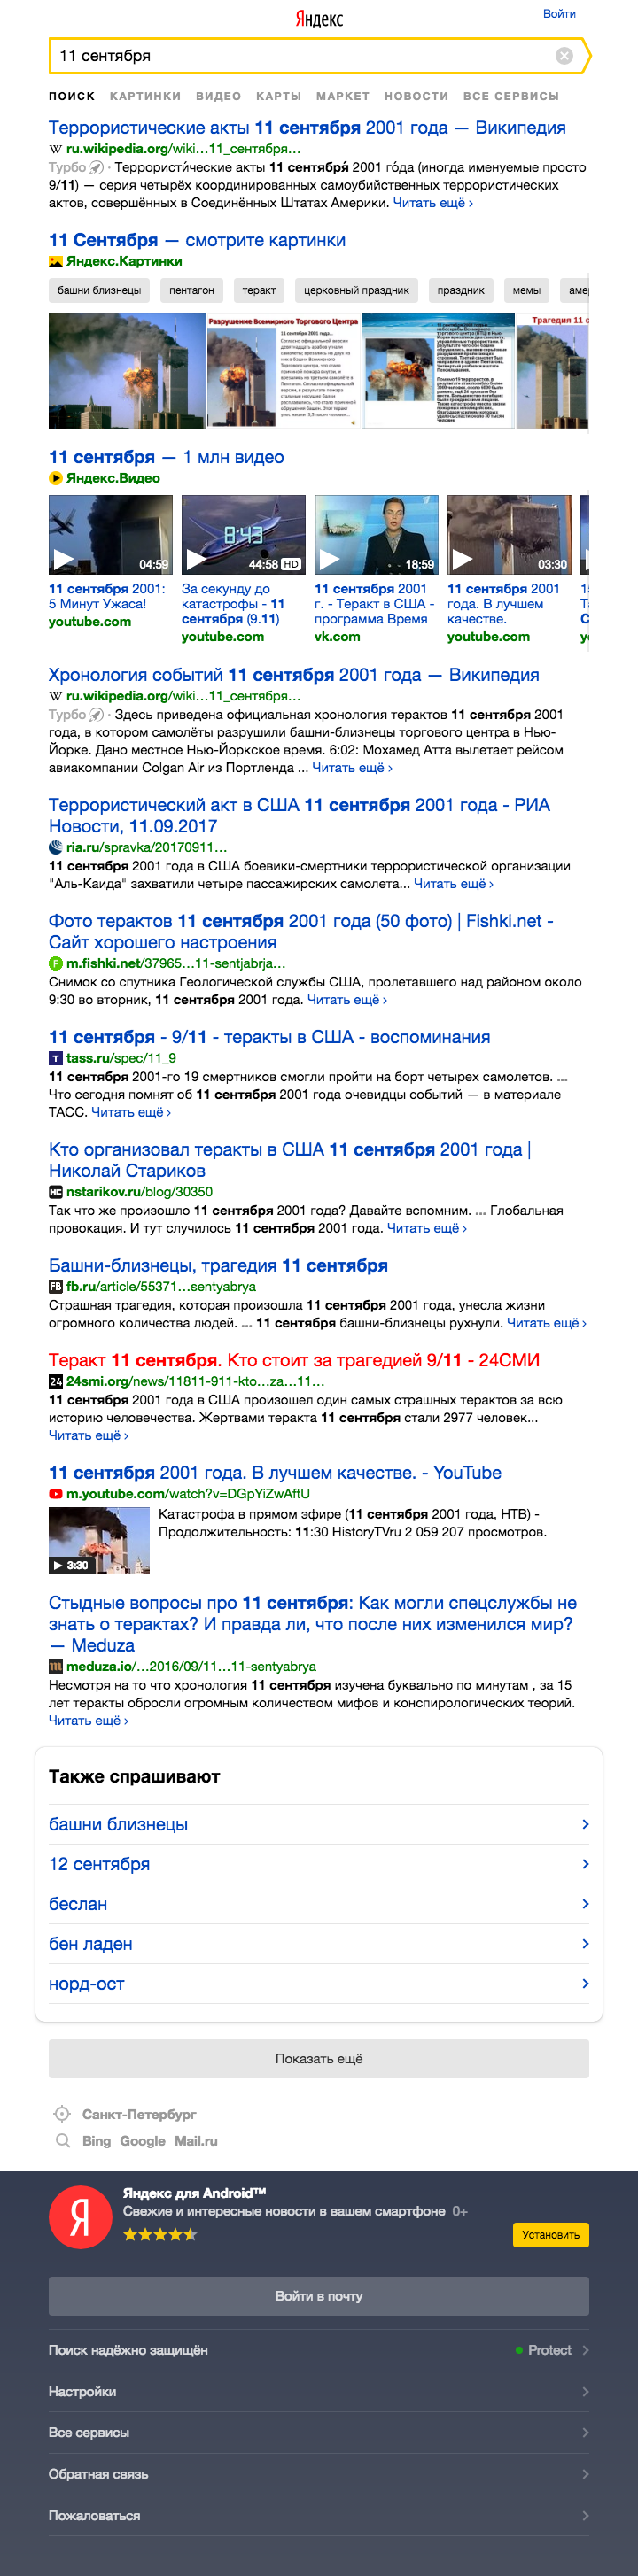 Яндекс
Войти
11 сентября
ПОИСК КАРТИНКИ ВИДЕО КАРТЫ МАРКЕТ НОВОСТИ ВСЕ СЕРВИСЫ
Террористические акты 11 сентября 2001 года — Википедия
ru.wikipedia.org/wiki…11_сентября…
Турбо · Террористи́ческие акты 11 сентября́ 2001 го́да (иногда именуемые просто
9/11) — серия четырёх координированных самоубийственных террористических
актов, совершённых в Соединённых Штатах Америки. Читать ещё ›
11 Сентября — смотрите картинки
Яндекс.Картинки
башни близнецы пентагон теракт церковный праздник праздник мемы аме
Разрушение Всемирного Торгового Центра
11 сентября 2001 года...
Трагедия 11 с
11 сентября — 1 млн видео
Яндекс.Видео
04:59 44:58 HD 18:59 03:30
8:43
11 сентября 2001:
5 Минут Ужаса!
youtube.com
За секунду до
катастрофы - 11
сентября (9.11)
youtube.com
11 сентября 2001
г. - Теракт в США -
программа Время
vk.com
11 сентября 2001
года. В лучшем
качестве.
youtube.com
Хронология событий 11 сентября 2001 года — Википедия
ru.wikipedia.org/wiki…11_сентября…
Турбо · Здесь приведена официальная хронология терактов 11 сентября 2001
года, в котором самолёты разрушили башни-близнецы торгового центра в Нью-
Йорке. Дано местное Нью-Йоркское время. 6:02: Мохамед Атта вылетает рейсом
авиакомпании Colgan Air из Портленда ... Читать ещё ›
Террористический акт в США 11 сентября 2001 года - РИА
Новости, 11.09.2017
ria.ru/spravka/20170911…
11 сентября 2001 года в США боевики-смертники террористической организации
"Аль-Каида" захватили четыре пассажирских самолета... Читать ещё ›
Фото терактов 11 сентября 2001 года (50 фото) | Fishki.net -
Сайт хорошего настроения
m.fishki.net/37965…11-sentjabrja…
Снимок со спутника Геологической службы США, пролетавшего над районом около
9:30 во вторник, 11 сентября 2001 года. Читать ещё ›
11 сентября - 9/11 - теракты в США - воспоминания
tass.ru/spec/11_9
11 сентября 2001-го 19 смертников смогли пройти на борт четырех самолетов. ...
Что сегодня помнят об 11 сентября 2001 года очевидцы событий — в материале
ТАСС. Читать ещё ›
Кто организовал теракты в США 11 сентября 2001 года |
Николай Стариков
nstarikov.ru/blog/30350
Так что же произошло 11 сентября 2001 года? Давайте вспомним. ... Глобальная
провокация. И тут случилось 11 сентября 2001 года. Читать ещё ›
Башни-близнецы, трагедия 11 сентября
FB fb.ru/article/55371…sentyabrya
Страшная трагедия, которая произошла 11 сентября 2001 года, унесла жизни
огромного количества людей. ... 11 сентября башни-близнецы рухнули. Читать ещё ›
Теракт 11 сентября. Кто стоит за трагедией 9/11 - 24СМИ
24 24smi.org/news/11811-911-kto…za…11…
11 сентября 2001 года в США произошел один самых страшных терактов за всю
историю человечества. Жертвами теракта 11 сентября стали 2977 человек...
Читать ещё ›
11 сентября 2001 года. В лучшем качестве. - YouTube
m.youtube.com/watch?v=DGpYiZwAftU
3:30
Катастрофа в прямом эфире (11 сентября 2001 года, НТВ) -
Продолжительность: 11:30 HistoryTVru 2 059 207 просмотров.
Стыдные вопросы про 11 сентября: Как могли спецслужбы не
знать о терактах? И правда ли, что после них изменился мир?
— Meduza
meduza.io/…2016/09/11…11-sentyabrya
Несмотря на то что хронология 11 сентября изучена буквально по минутам , за 15
лет теракты обросли огромным количеством мифов и конспирологических теорий.
Читать ещё ›
Также спрашивают
башни близнецы
12 сентября
беслан
бен ладен
норд-ост
Показать ещё
Санкт-Петербург
Bing Google Mail.ru
Яндекс для Android™
Свежие и интересные новости в вашем смартфоне 0+
Установить
Войти в почту
Поиск надёжно защищён Protect
Настройки
Все сервисы
Обратная связь
Пожаловаться